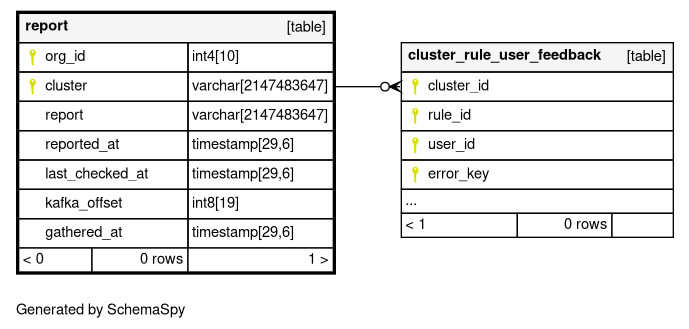 report [table]
org_id int4[10]
cluster varchar[2147483647]
report varchar[2147483647]
reported_at timestamp[29,6]
last_checked_at timestamp[29,6]
kafka_offset int8[19]
gathered_at timestamp[29,6]
< 0 0 rows 1 >
cluster_rule_user_feedback [table]
cluster_id
rule_id
user_id
error_key
...
< 1 0 rows
Generated by SchemaSpy